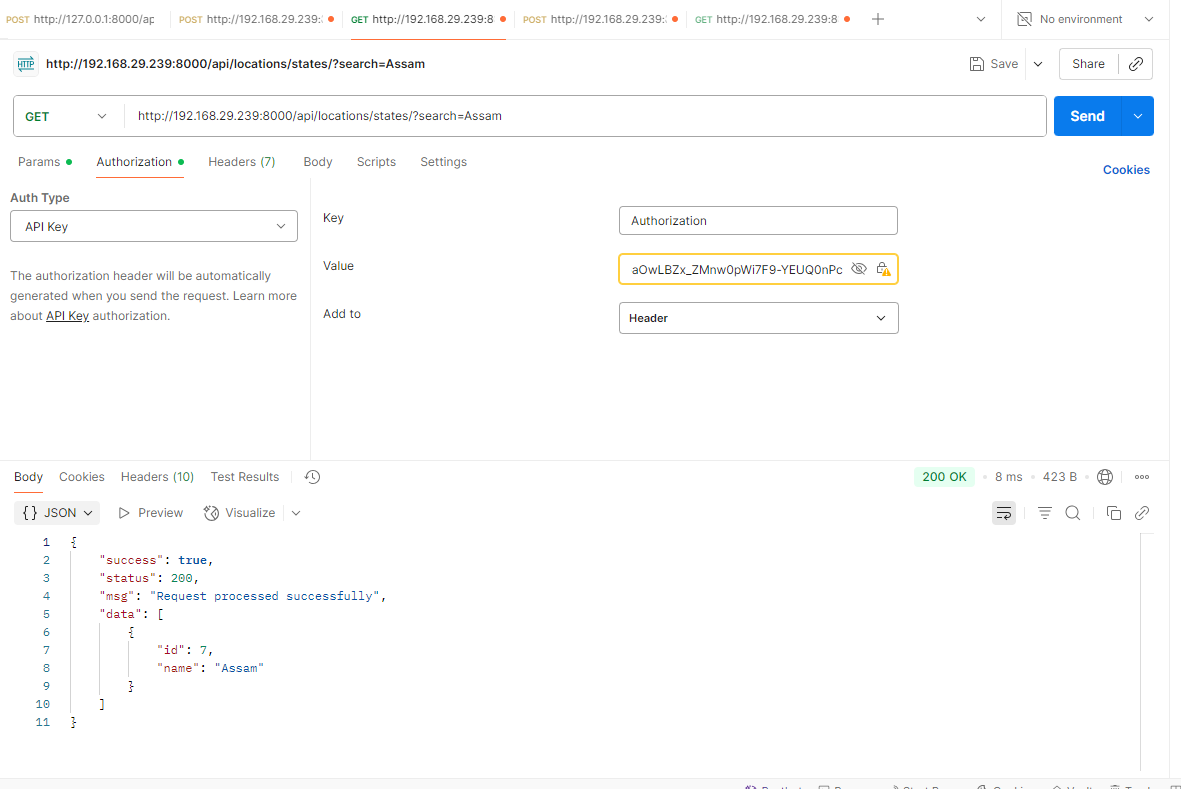 POST http://127.0.0.1:8000/ap POST http://192.168.29.239: GET http://192.168.29.239:8 POST http://192.168.29.239: GET http://192.168.29.239:8 No environment
HTTP http://192.168.29.239:8000/api/locations/states/?search=Assam Save Share
GET http://192.168.29.239:8000/api/locations/states/?search=Assam Send
Params Authorization Headers (7) Body Scripts Settings Cookies
Auth Type
API Key
The authorization header will be automatically
generated when you send the request. Learn more
about API Key authorization.
Key Authorization
Value aOwLBZx_ZMnw0pWi7F9-YEUQ0nPc
Add to Header
Body Cookies Headers (10) Test Results 200 OK 8 ms 423 B
{} JSON Preview Visualize
1 {
2 "success": true,
3 "status": 200,
4 "msg": "Request processed successfully",
5 "data": [
6 {
7 "id": 7,
8 "name": "Assam"
9 }
10 ]
11 }